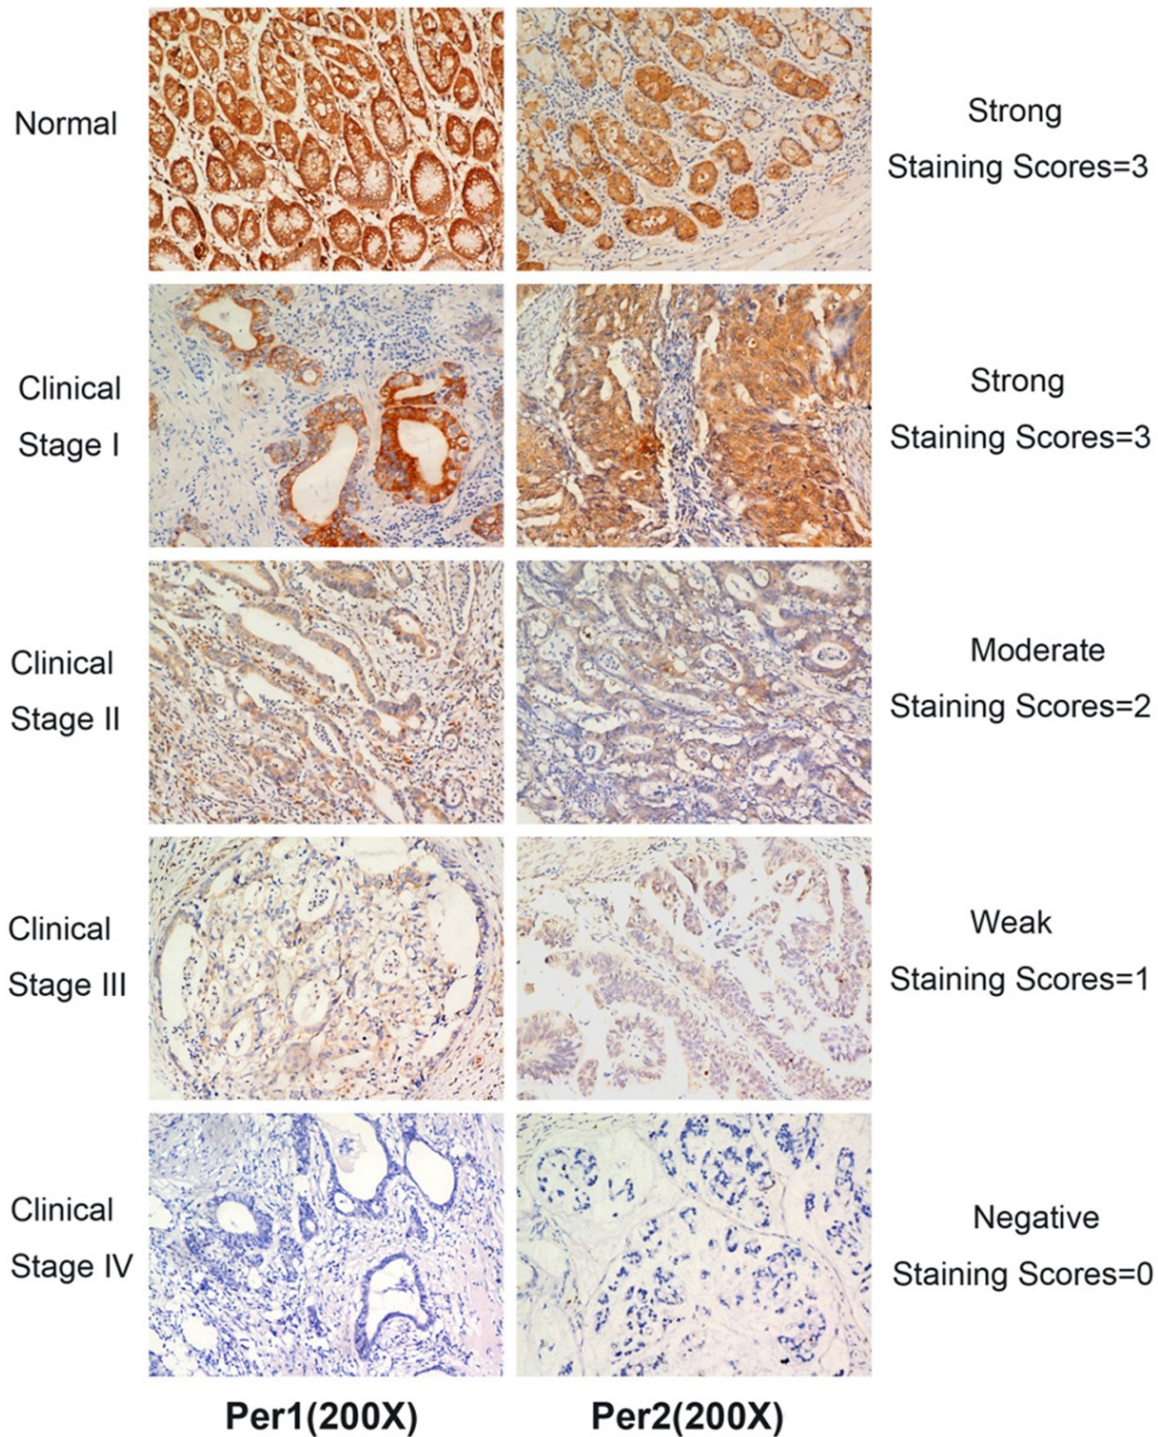 Normal
Strong
Staining Scores=3
Clinical
Stage I
Strong
Staining Scores=3
Clinical
Stage II
Moderate
Staining Scores=2
Clinical
Stage III
Weak
Staining Scores=1
Clinical
Stage IV
Negative
Staining Scores=0
Per1(200X)
Per2(200X)